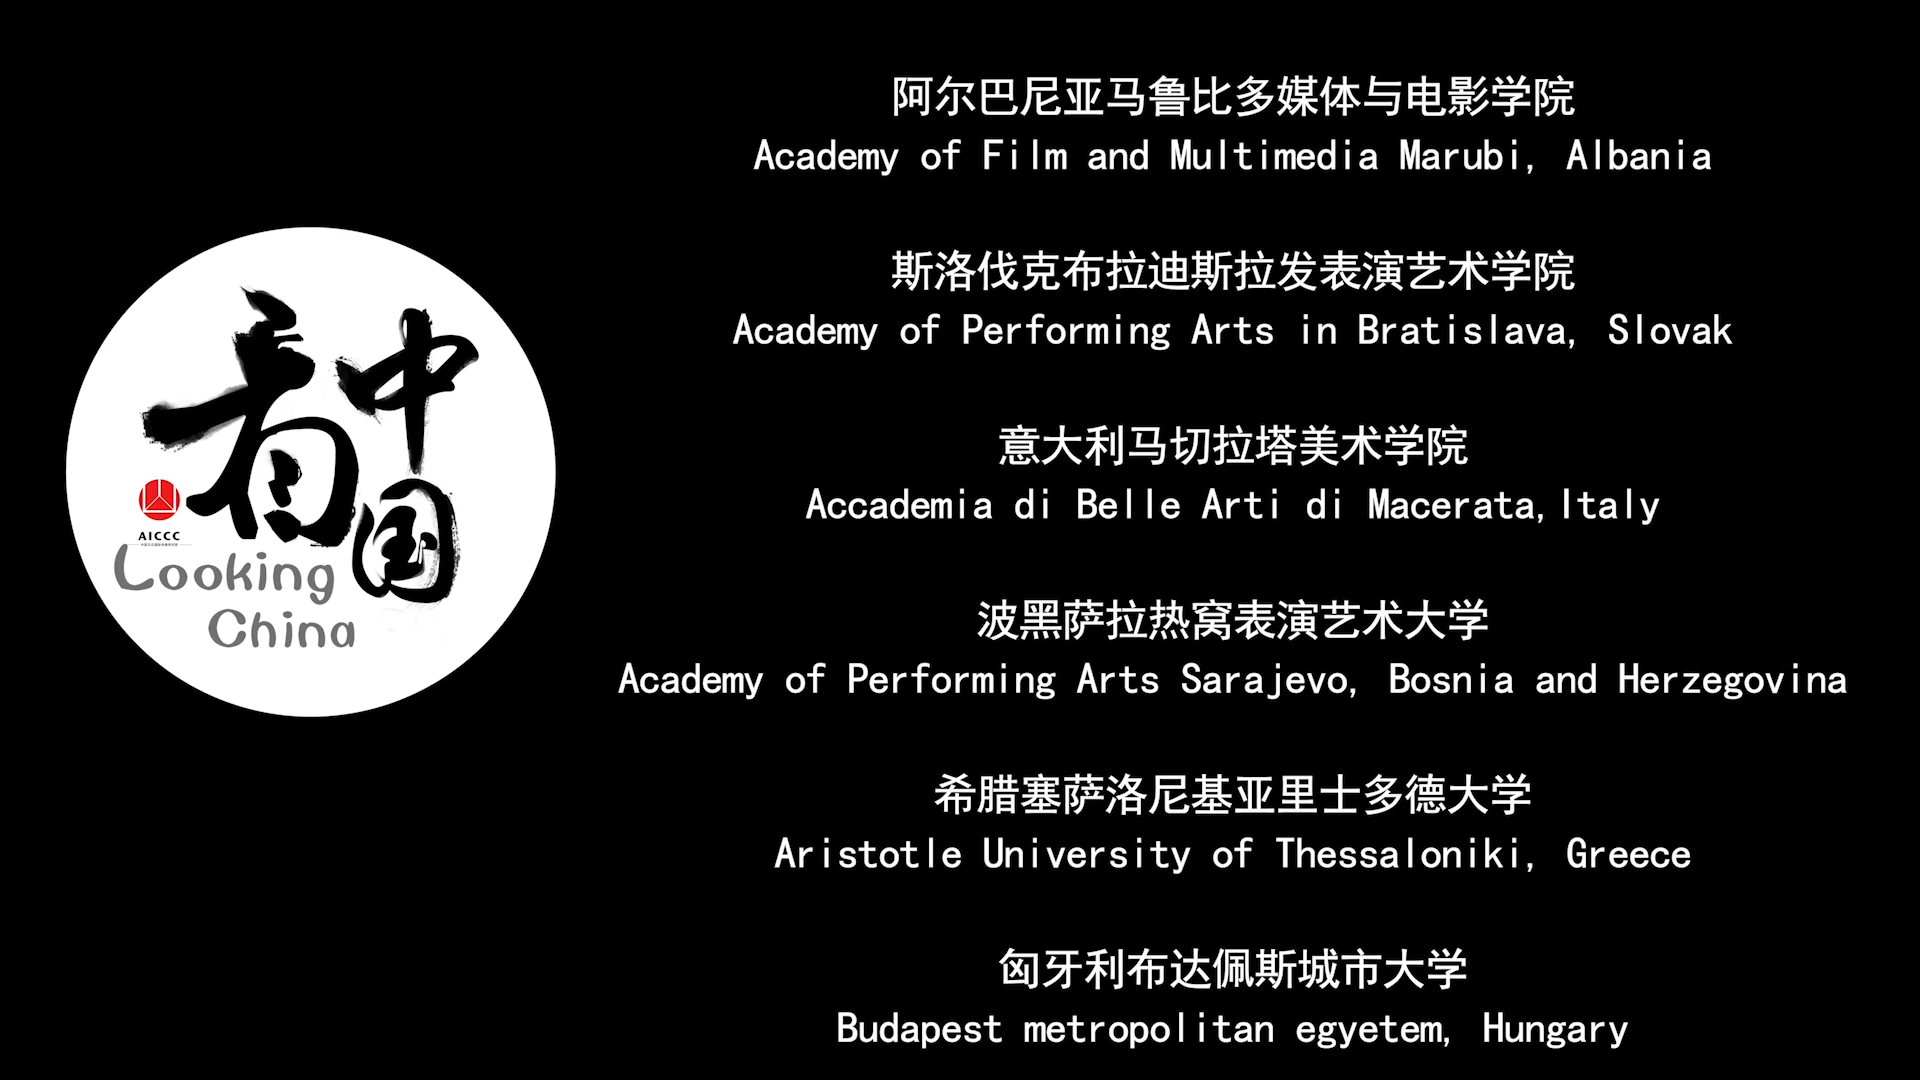 看中国
AICCC
Looking
China
阿尔巴尼亚马鲁比多媒体与电影学院
Academy of Film and Multimedia Marubi, Albania
斯洛伐克布拉迪斯拉发表演艺术学院
Academy of Performing Arts in Bratislava, Slovak
意大利马切拉塔美术学院
Accademia di Belle Arti di Macerata,Italy
波黑萨拉热窝表演艺术大学
Academy of Performing Arts Sarajevo, Bosnia and Herzegovina
希腊塞萨洛尼基亚里士多德大学
Aristotle University of Thessaloniki, Greece
匈牙利布达佩斯城市大学
Budapest metropolitan egyetem, Hungary